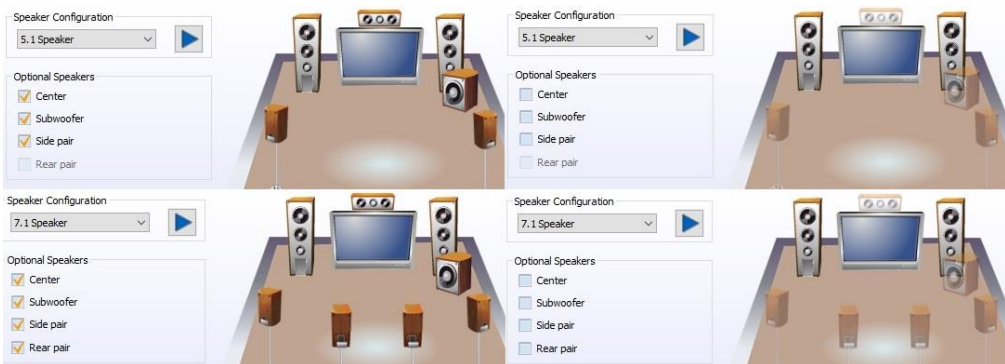 Speaker Configuration
5.1 Speaker
Optional Speakers
Center
Subwoofer
Side pair
Rear pair
Speaker Configuration
5.1 Speaker
Optional Speakers
Center
Subwoofer
Side pair
Rear pair
Speaker Configuration
7.1 Speaker
Optional Speakers
Center
Subwoofer
Side pair
Rear pair
Speaker Configuration
7.1 Speaker
Optional Speakers
Center
Subwoofer
Side pair
Rear pair